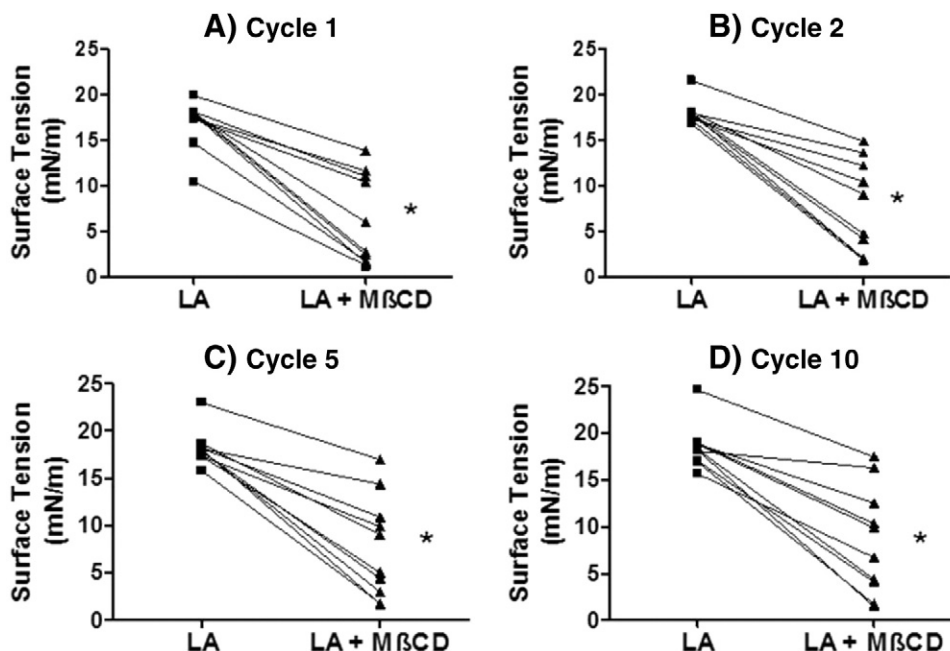 A) Cycle 1
Surface Tension
(mN/m)
25
20
15
10
5
0
*
LA
LA + MßCD
B) Cycle 2
Surface Tension
(mN/m)
25
20
15
10
5
0
*
LA
LA + MßCD
C) Cycle 5
Surface Tension
(mN/m)
25
20
15
10
5
0
*
LA
LA + MßCD
D) Cycle 10
Surface Tension
(mN/m)
25
20
15
10
5
0
*
LA
LA + MßCD